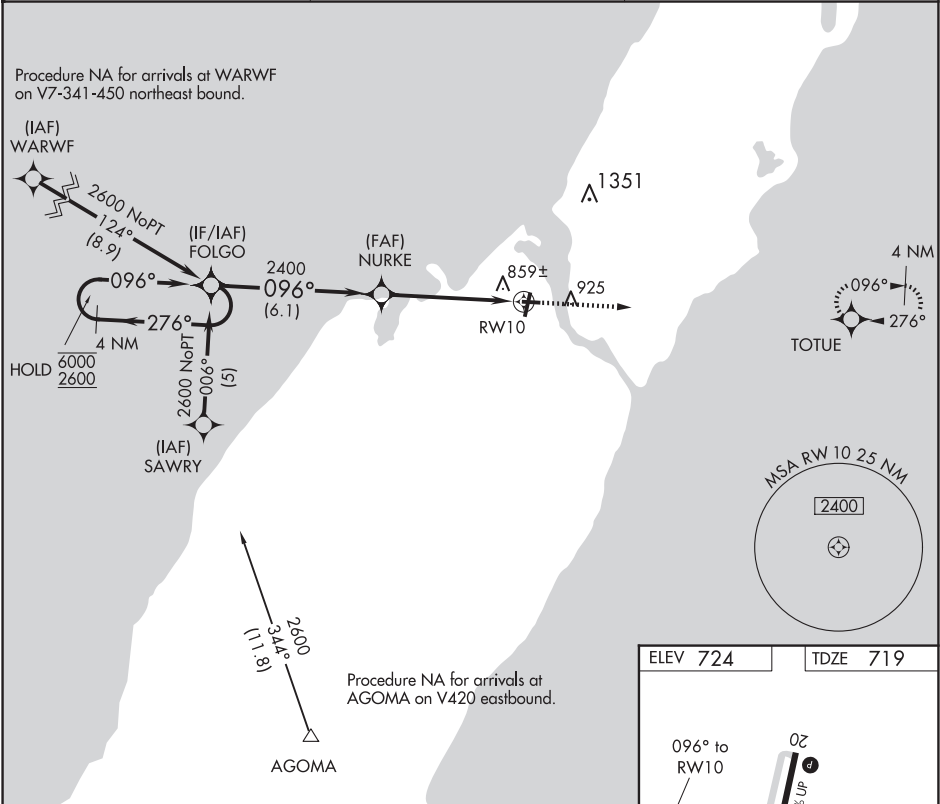 Procedure NA for arrivals at WARWF
on V7-341-450 northeast bound.
(IAF)
WARWF
2600 NoPT
124°
(8.9)
(IF/IAF)
FOLGO
2400
096°
(6.1)
(FAF)
NURKE
1351
859±
925
RW10
096°
276°
4 NM
HOLD 6000
2600
2600 NoPT
006°
(5)
(IAF)
SAWRY
4 NM
096°
276°
TOTUE
MSA RW 10 25 NM
2400
2600
344°
(11.8)
Procedure NA for arrivals at
AGOMA on V420 eastbound.
AGOMA
ELEV 724
TDZE 719
096° to
RW10
20
P
UP